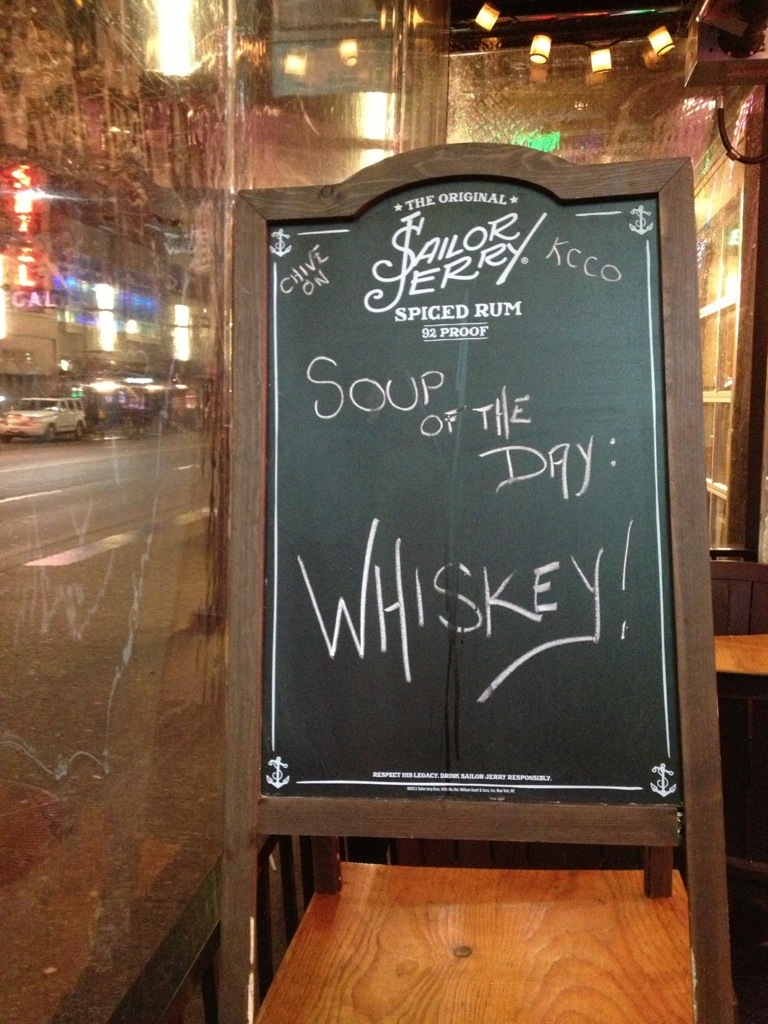 ★ THE ORIGINAL ★
SAILOR
JERRY®
SPICED RUM
92 PROOF
CHIVE
ON
KCCO
SOUP
OF THE
DAY:
WHISKEY!
RESPECT HIS LEGACY. DRINK SAILOR JERRY RESPONSIBLY.
CAL